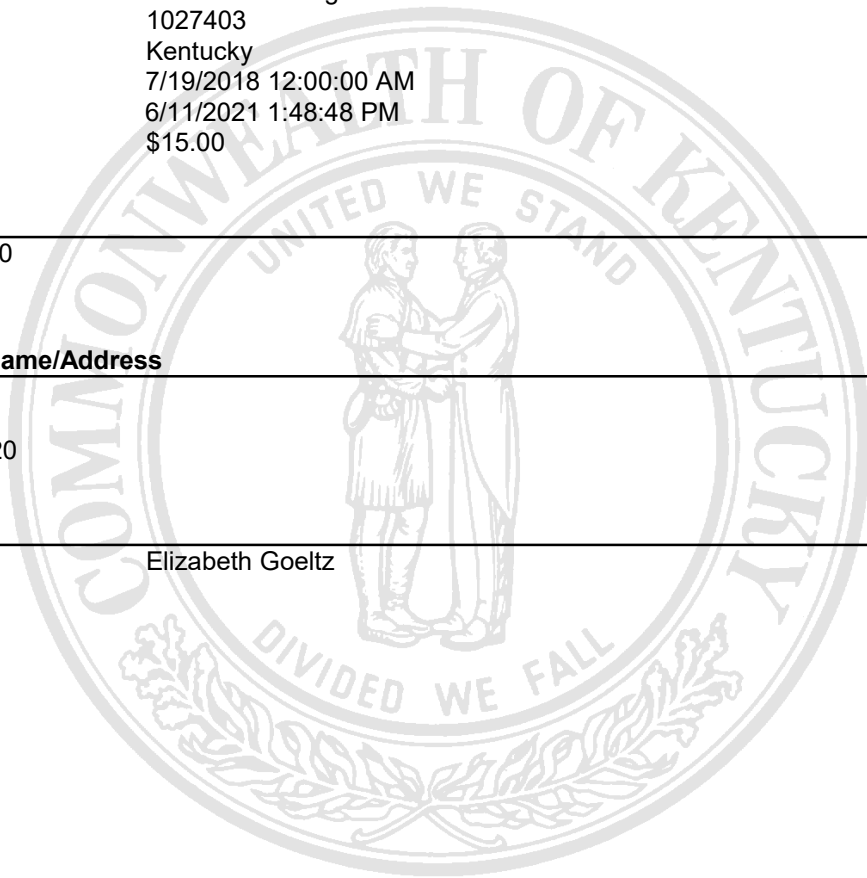 1027403
Kentucky
7/19/2018 12:00:00 AM
6/11/2021 1:48:48 PM
$15.00
COMMONWEALTH OF KENTUCKY
UNITED WE STAND
0
ame/Address
20
Elizabeth Goeltz
DIVIDED WE FALL